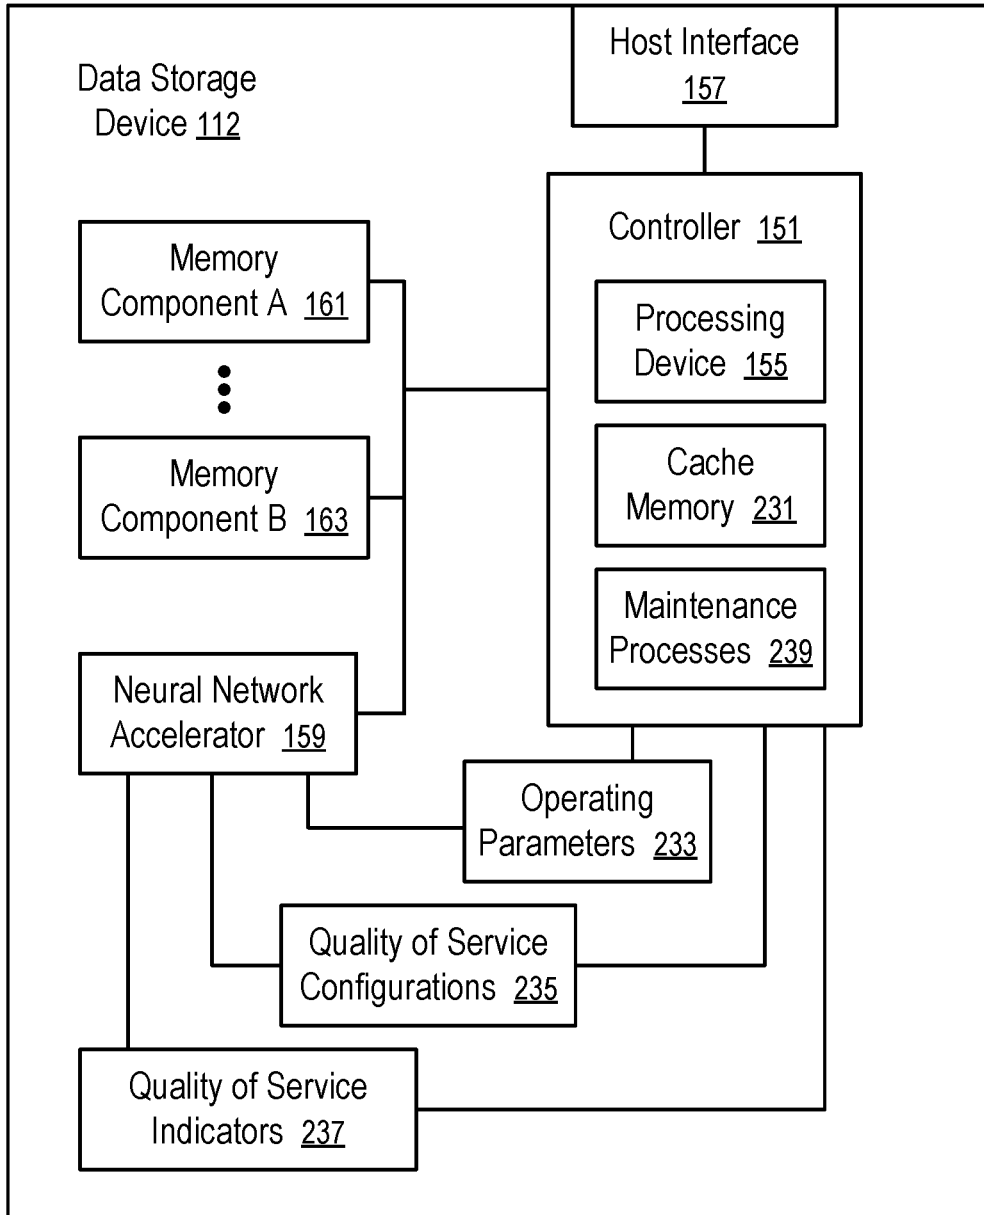 Host Interface
157
Data Storage
Device 112
Controller 151
Memory
Component A 161
Processing
Device 155
Memory
Component B 163
Cache
Memory 231
Maintenance
Processes 239
Neural Network
Accelerator 159
Operating
Parameters 233
Quality of Service
Configurations 235
Quality of Service
Indicators 237